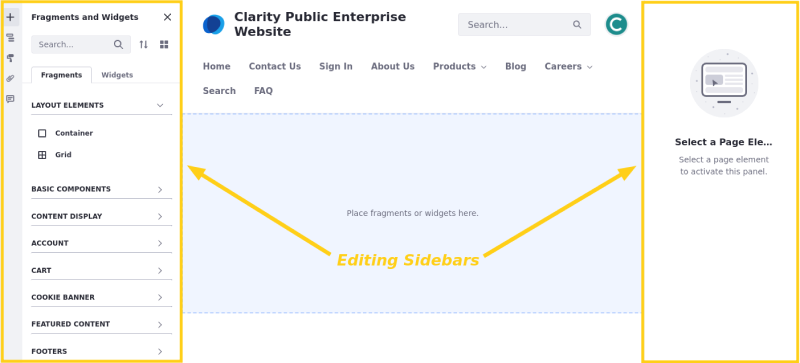 Fragments and Widgets
Search...
Fragments
Widgets
LAYOUT ELEMENTS
Container
Grid
BASIC COMPONENTS
CONTENT DISPLAY
ACCOUNT
CART
COOKIE BANNER
FEATURED CONTENT
FOOTERS
Clarity Public Enterprise
Website
Search...
C
Home Contact Us Sign In About Us Products Blog Careers
Search FAQ
Place fragments or widgets here.
Editing Sidebars
Select a Page Ele...
Select a page element
to activate this panel.